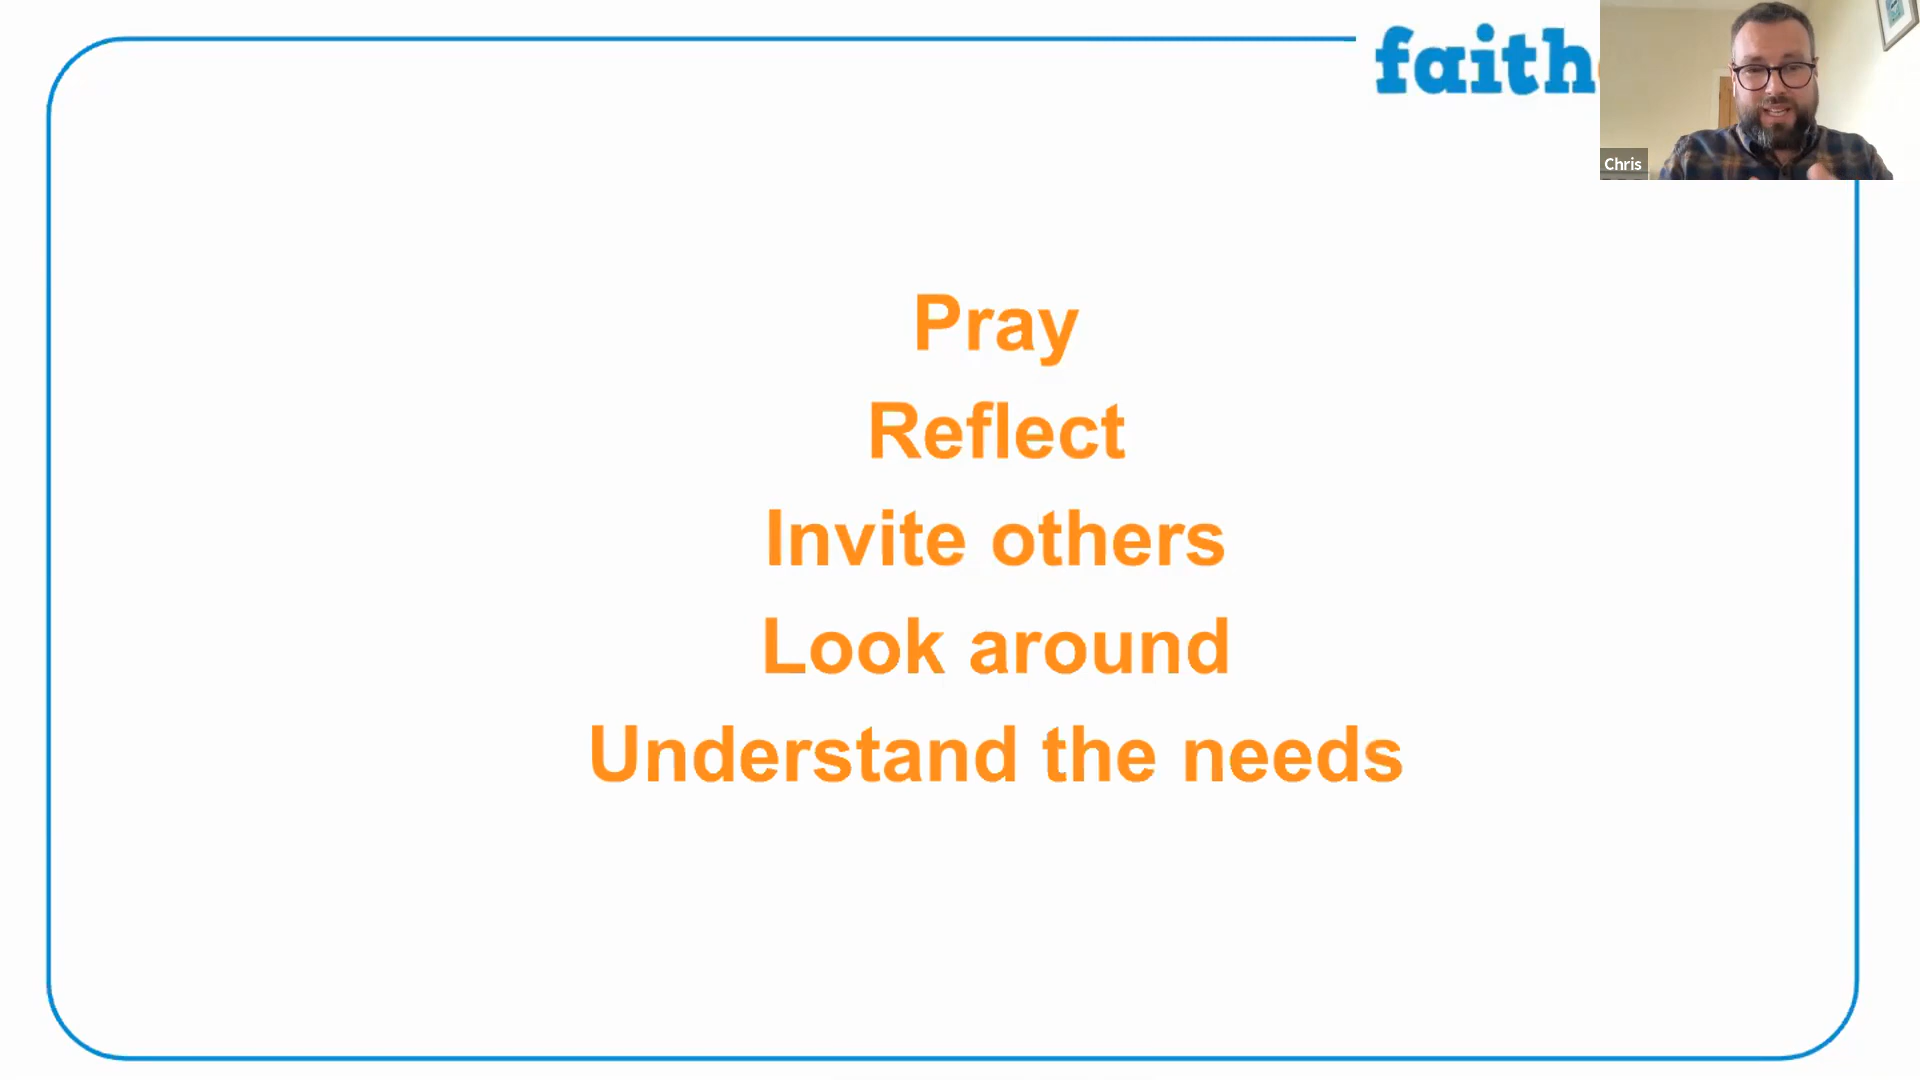 faith
Chris
Pray
Reflect
Invite others
Look around
Understand the needs